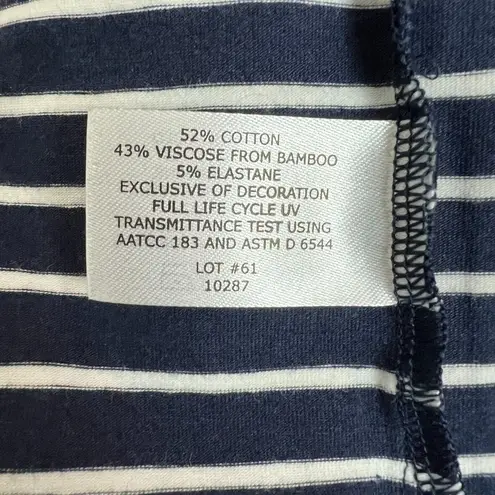 52% COTTON
43% VISCOSE FROM BAMBOO
5% ELASTANE
EXCLUSIVE OF DECORATION
FULL LIFE CYCLE UV
TRANSMITTANCE TEST USING
AATCC 183 AND ASTM D 6544
LOT #61
10287